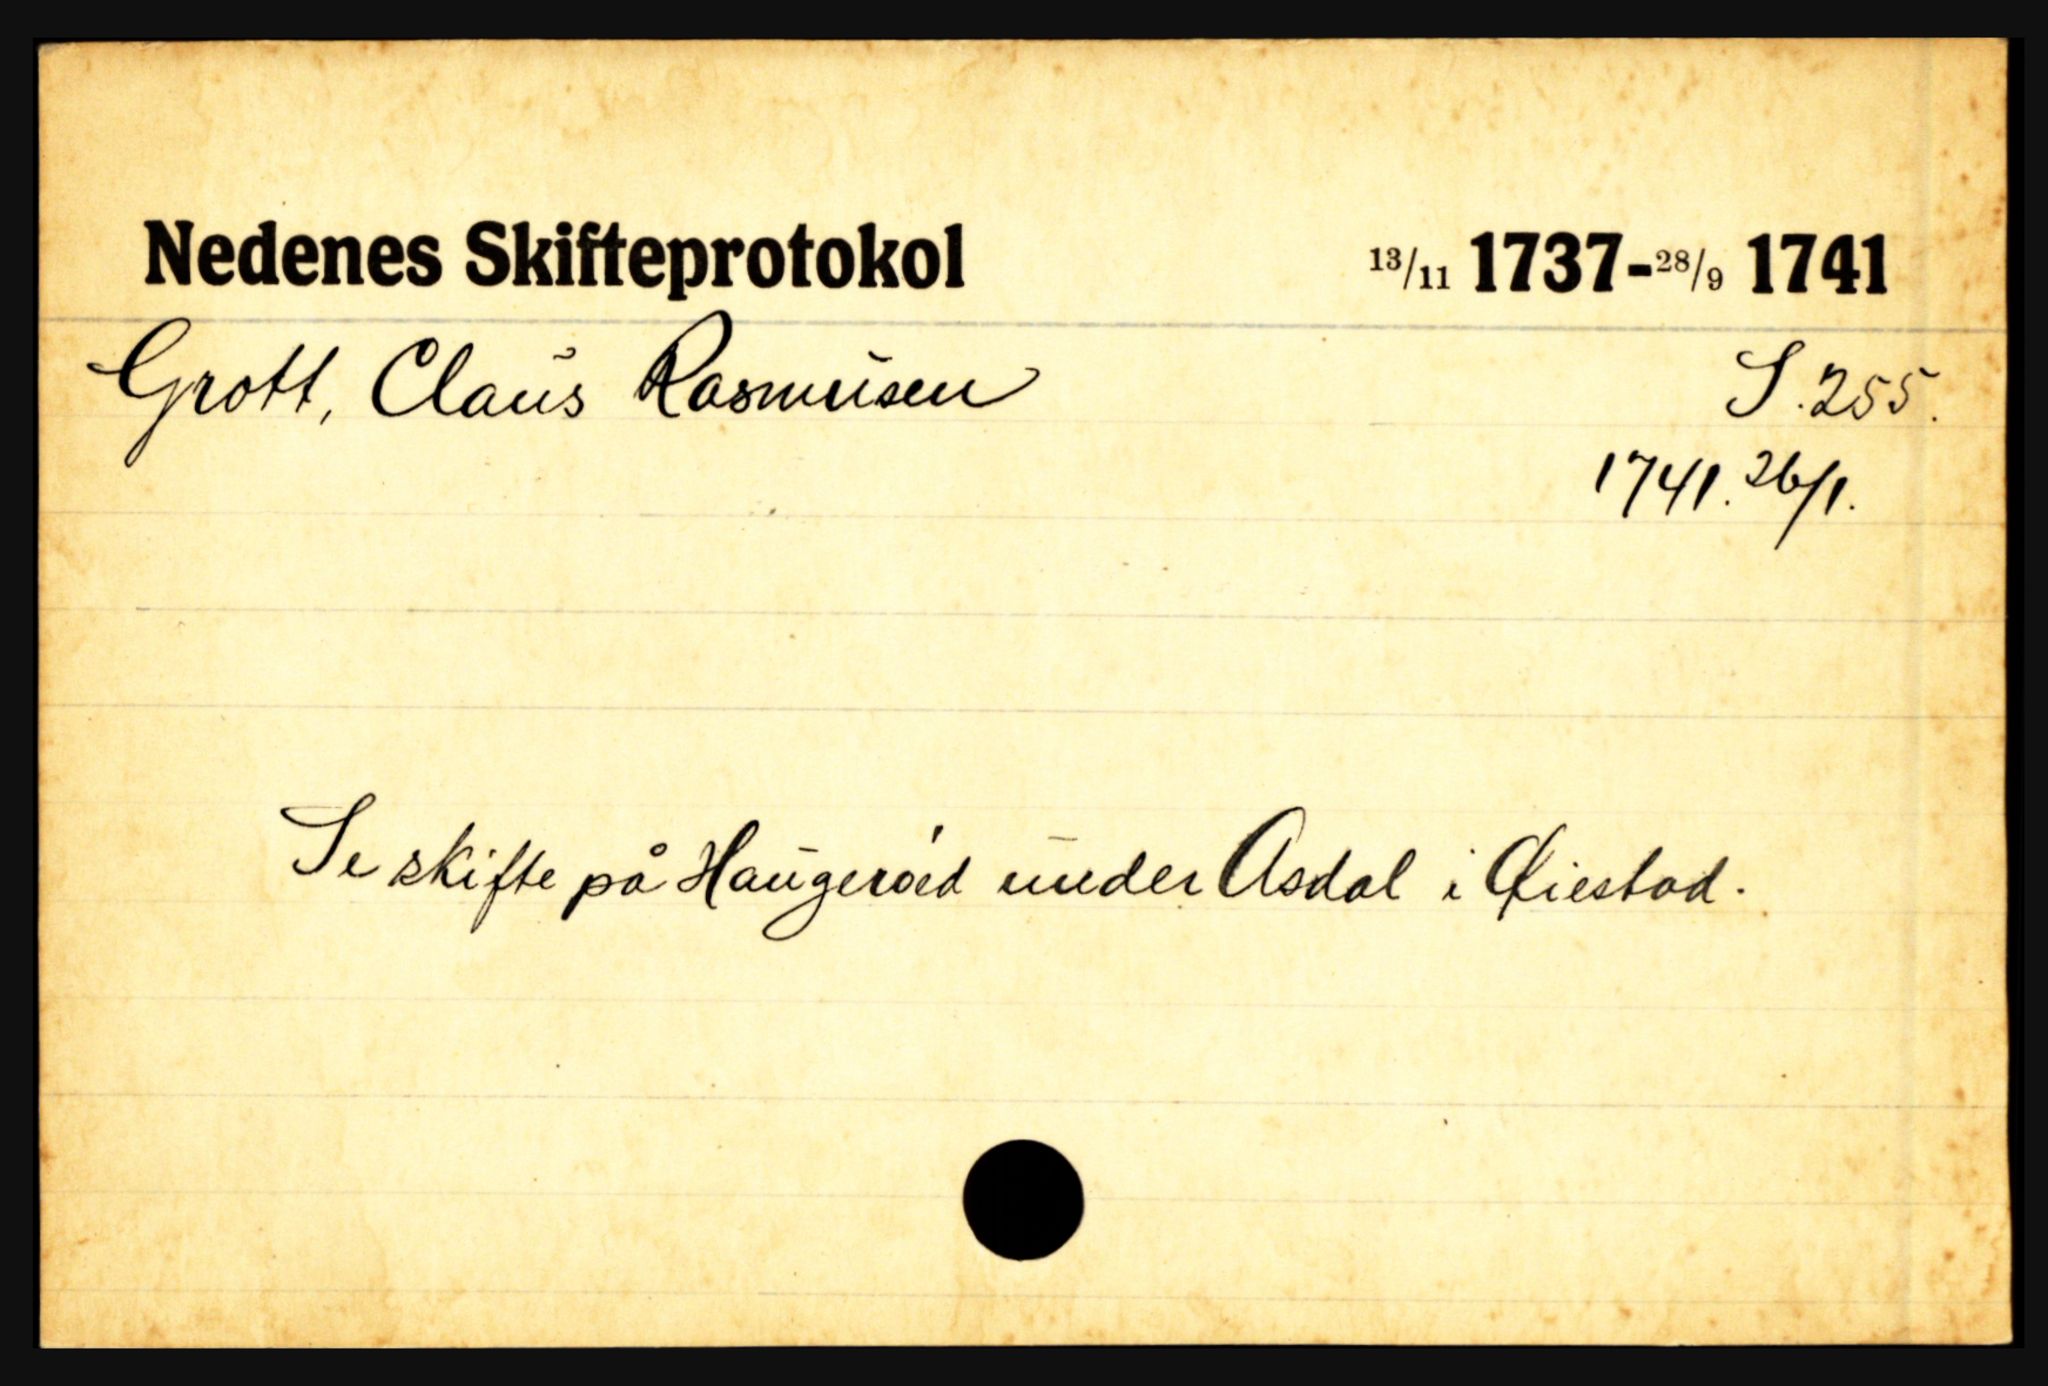 Nedenes Skifteprotokol 13/11 1737-28/9 1741
Grott, Claus Rasmusen S. 255.
1741. 26/1.
Se skifte på Haugeröed under Asdal i Øiestad.